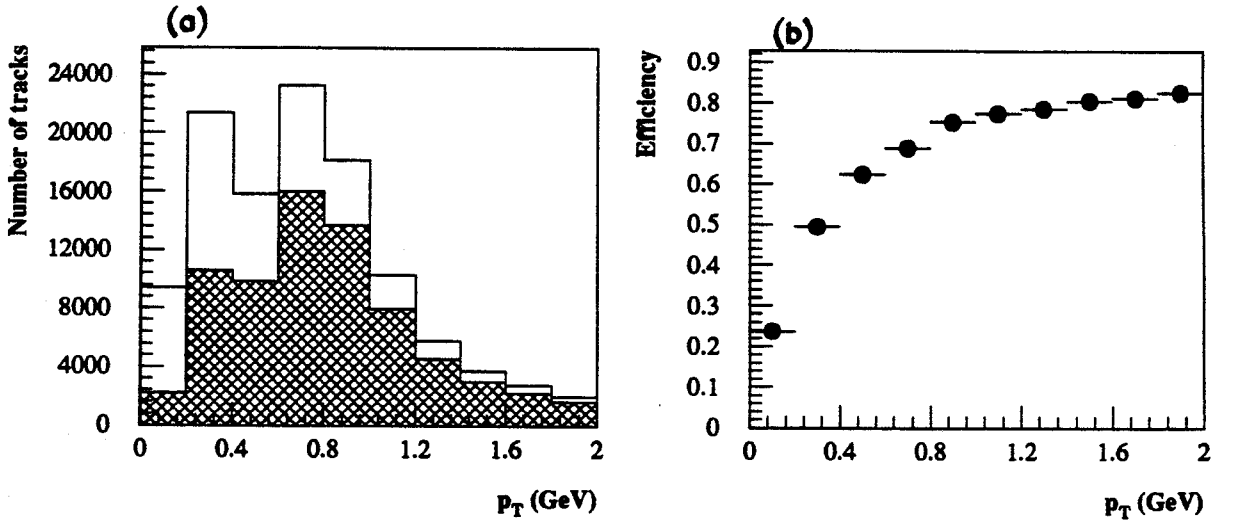 (a)
Number of tracks
24000
20000
16000
12000
8000
4000
0
0 0.4 0.8 1.2 1.6 2
p_T (GeV)
(b)
Efficiency
0.9
0.8
0.7
0.6
0.5
0.4
0.3
0.2
0.1
0
0 0.4 0.8 1.2 1.6 2
p_T (GeV)